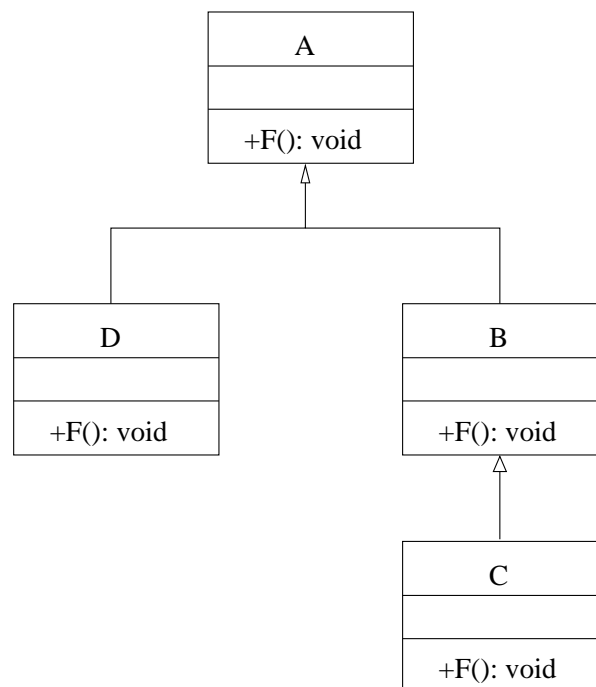 A
+F(): void
D
B
+F(): void
+F(): void
C
+F(): void